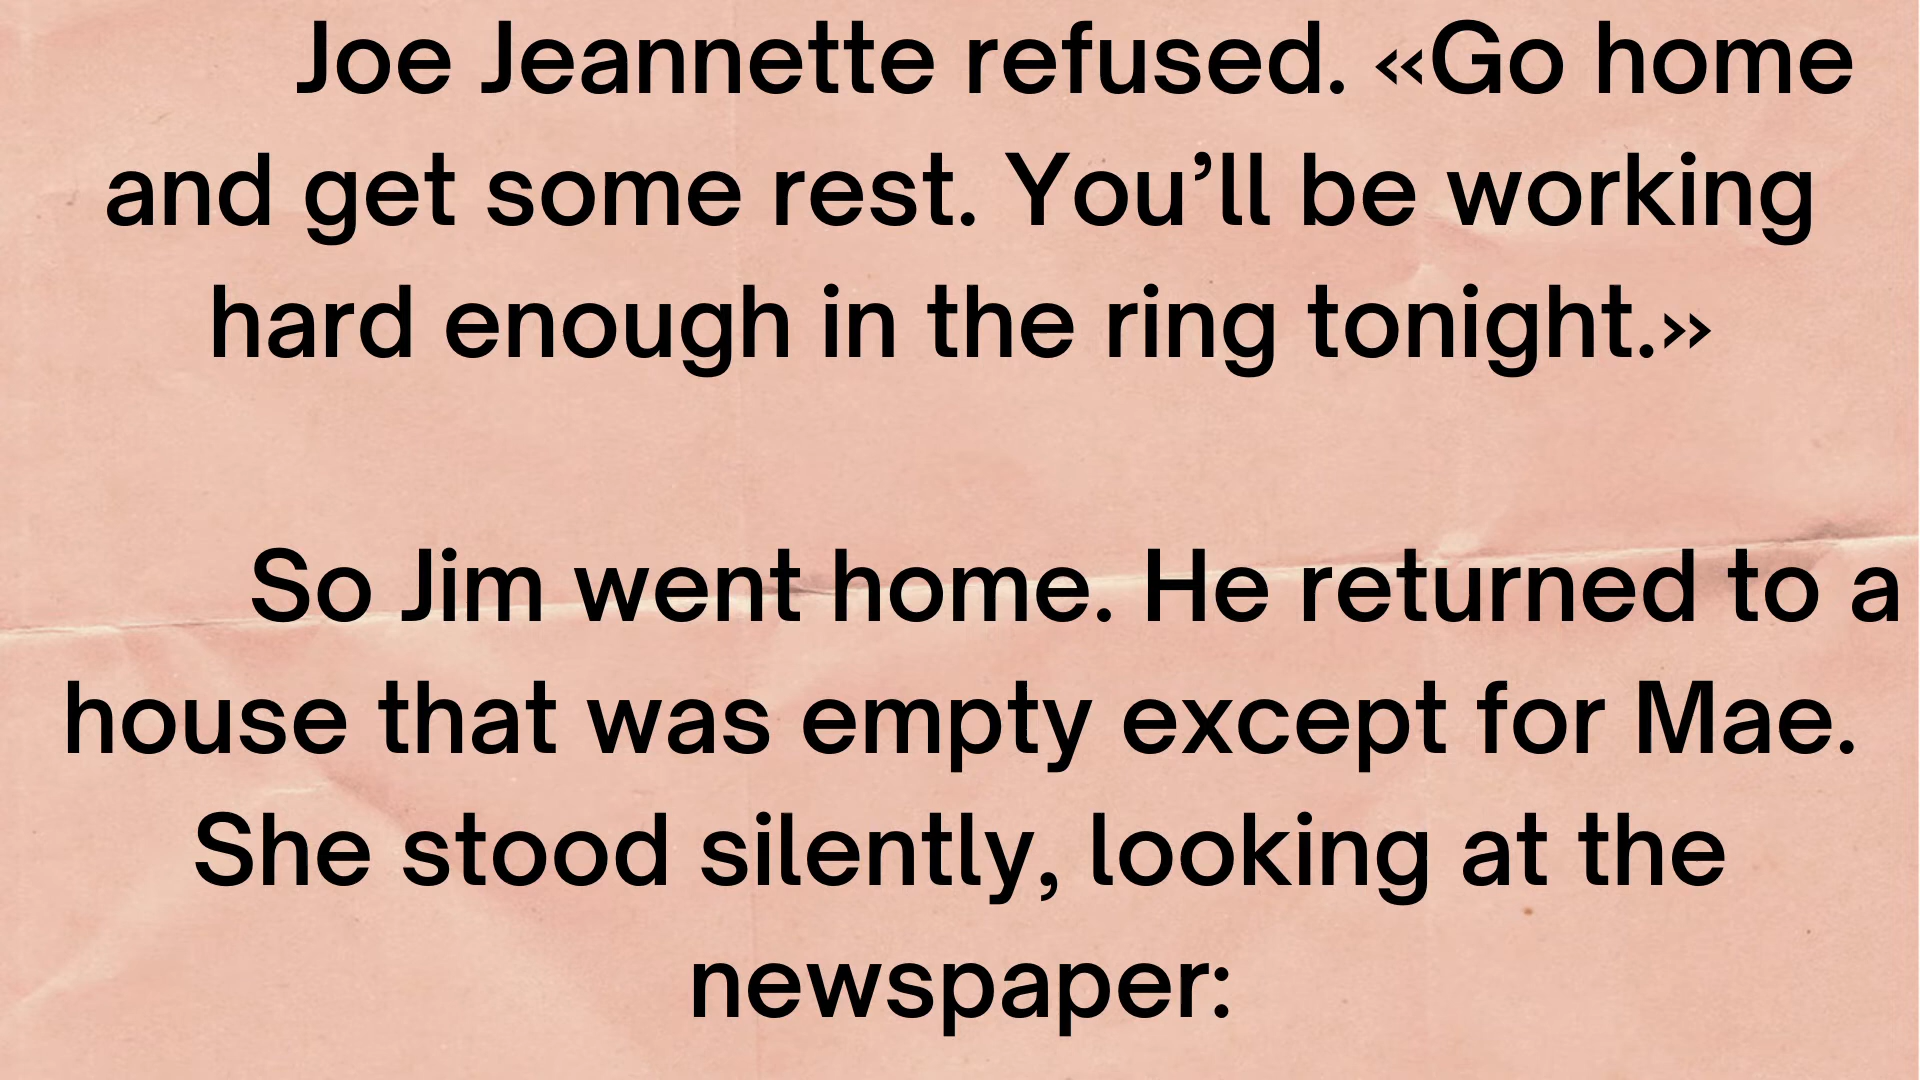 Joe Jeannette refused. «Go home
and get some rest. You’ll be working
hard enough in the ring tonight.»
So Jim went home. He returned to a
house that was empty except for Mae.
She stood silently, looking at the
newspaper: